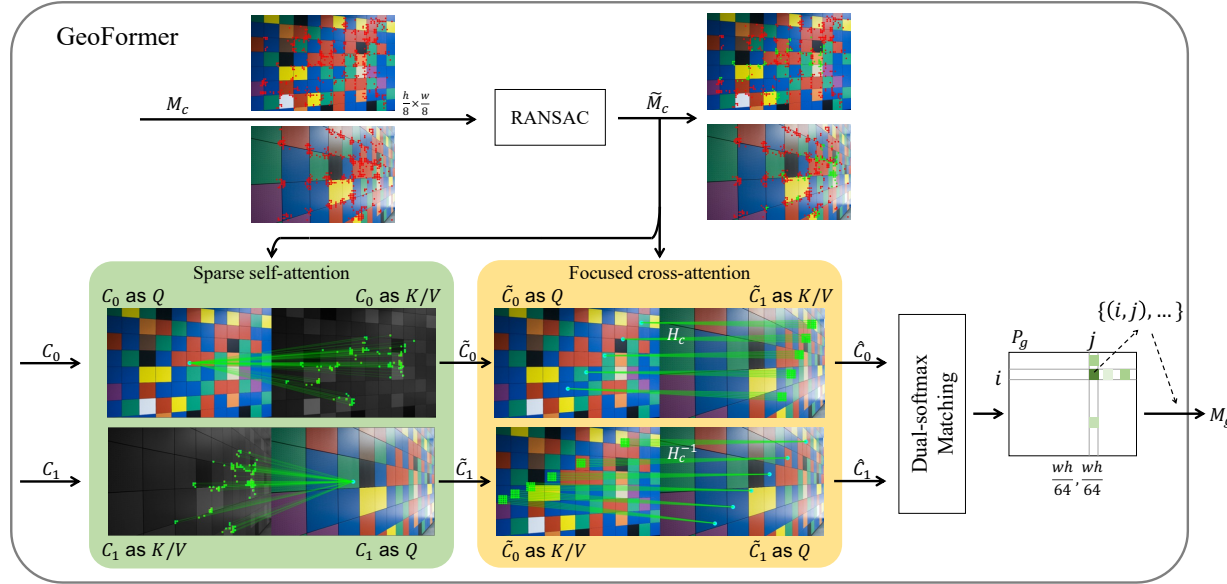 GeoFormer
M_c
h/8 × w/8
RANSAC
M̃_c
Sparse self-attention
C_0 as Q
C_0 as K/V
Focused cross-attention
C̃_0 as Q
C̃_1 as K/V
H_c
C_0
C̃_0
Ĉ_0
C_1
C̃_1
Ĉ_1
H_c^{-1}
C_1 as K/V
C_1 as Q
C̃_0 as K/V
C̃_1 as Q
Dual-softmax
Matching
{(i, j), … }
P_g
j
i
wh/64, wh/64
M_g